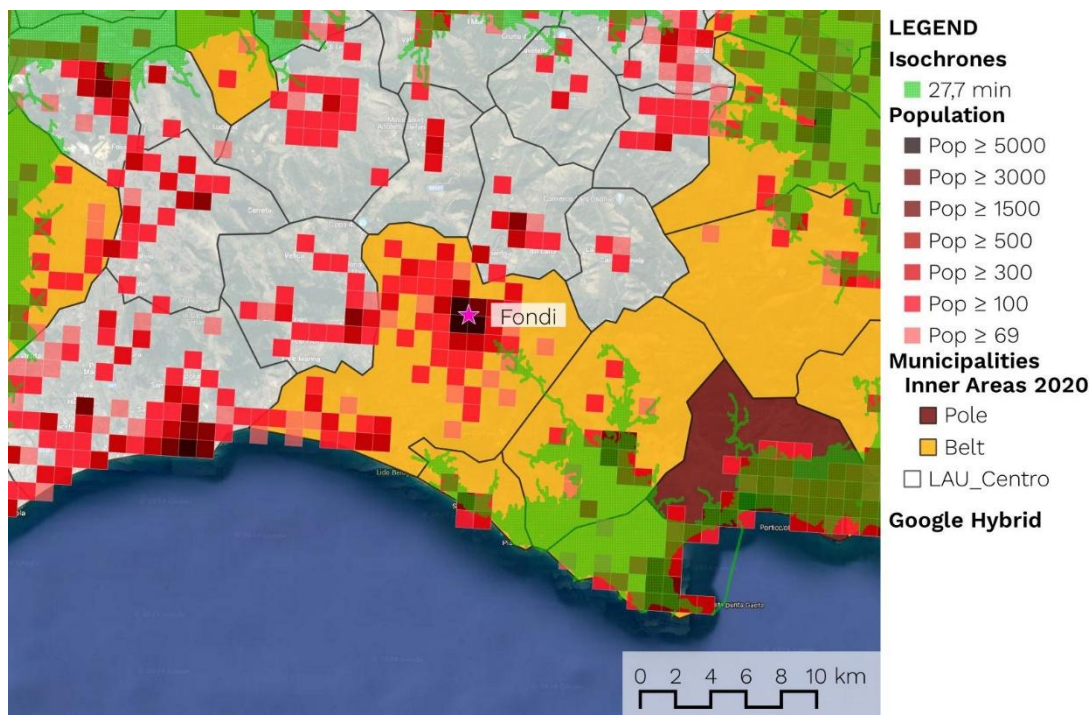 Fondi
0 2 4 6 8 10 km
LEGEND
Isochrones
27,7 min
Population
Pop ≥ 5000
Pop ≥ 3000
Pop ≥ 1500
Pop ≥ 500
Pop ≥ 300
Pop ≥ 100
Pop ≥ 69
Municipalities
Inner Areas 2020
Pole
Belt
LAU_Centro
Google Hybrid